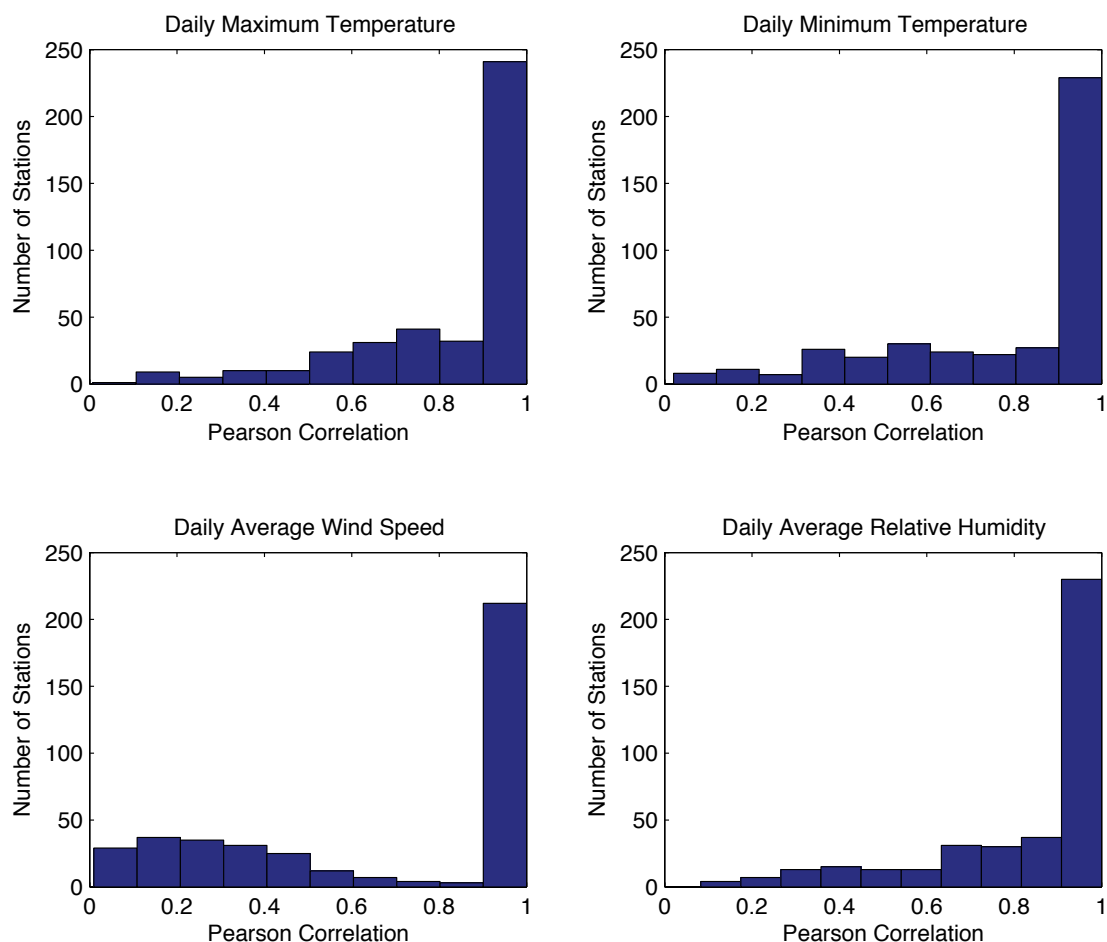 Daily Maximum Temperature
250
200
150
100
50
0
0 0.2 0.4 0.6 0.8 1
Number of Stations
Pearson Correlation
Daily Minimum Temperature
250
200
150
100
50
0
0 0.2 0.4 0.6 0.8 1
Number of Stations
Pearson Correlation
Daily Average Wind Speed
250
200
150
100
50
0
0 0.2 0.4 0.6 0.8 1
Number of Stations
Pearson Correlation
Daily Average Relative Humidity
250
200
150
100
50
0
0 0.2 0.4 0.6 0.8 1
Number of Stations
Pearson Correlation